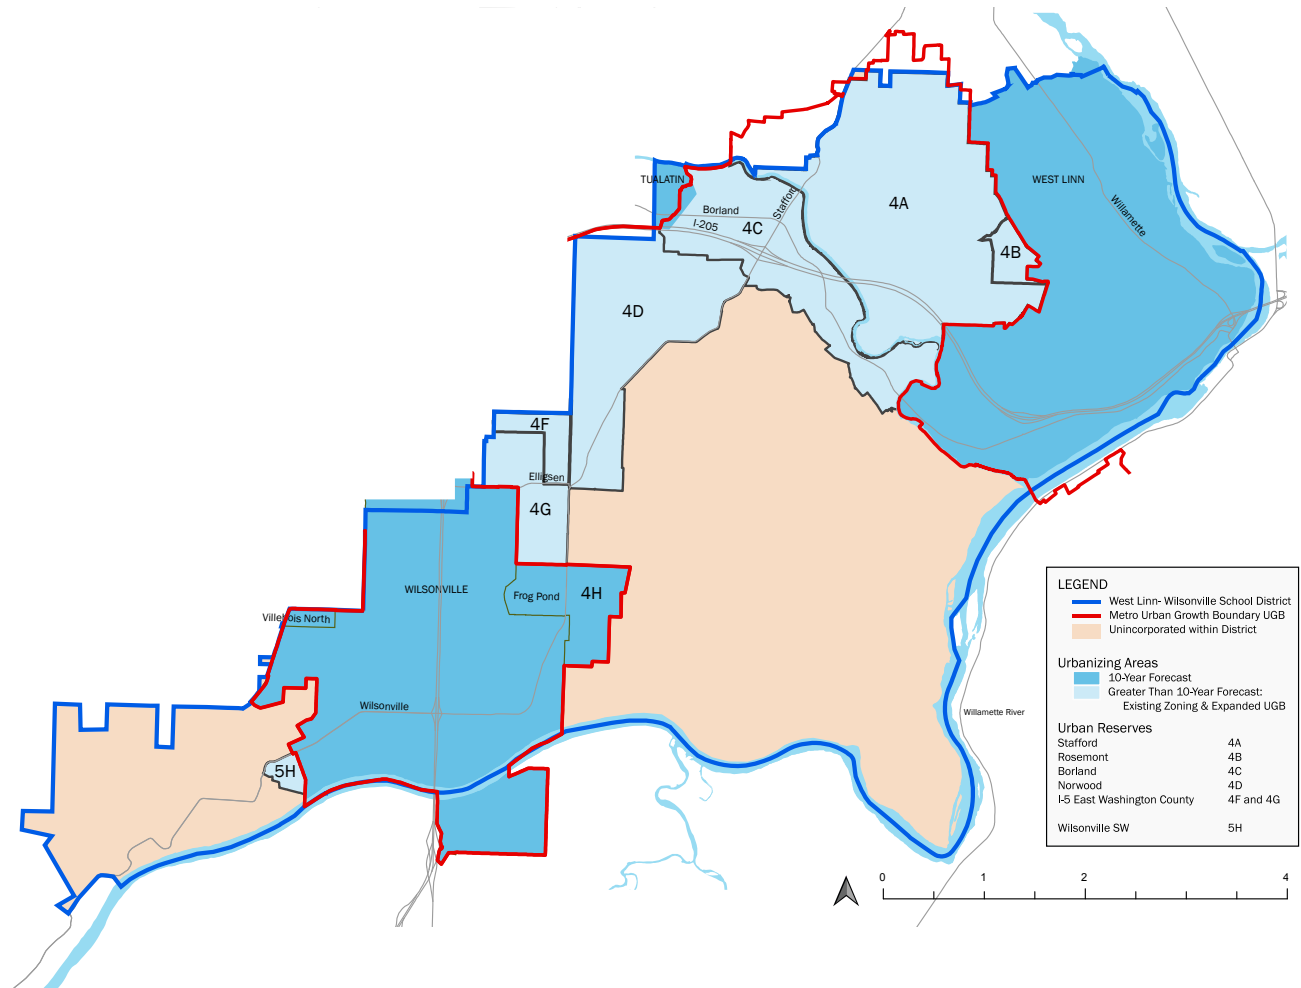 TUALATIN
WEST LINN
Borland
Stafford
4A
Willamette
I-205
4C
4B
4D
4F
Elligsen
4G
WILSONVILLE
Frog Pond
4H
Villebois North
Wilsonville
5H
Willamette River
LEGEND
West Linn- Wilsonville School District
Metro Urban Growth Boundary UGB
Unincorporated within District
Urbanizing Areas
10-Year Forecast
Greater Than 10-Year Forecast:
Existing Zoning & Expanded UGB
Urban Reserves
Stafford 4A
Rosemont 4B
Borland 4C
Norwood 4D
I-5 East Washington County 4F and 4G
Wilsonville SW 5H
0 1 2 4